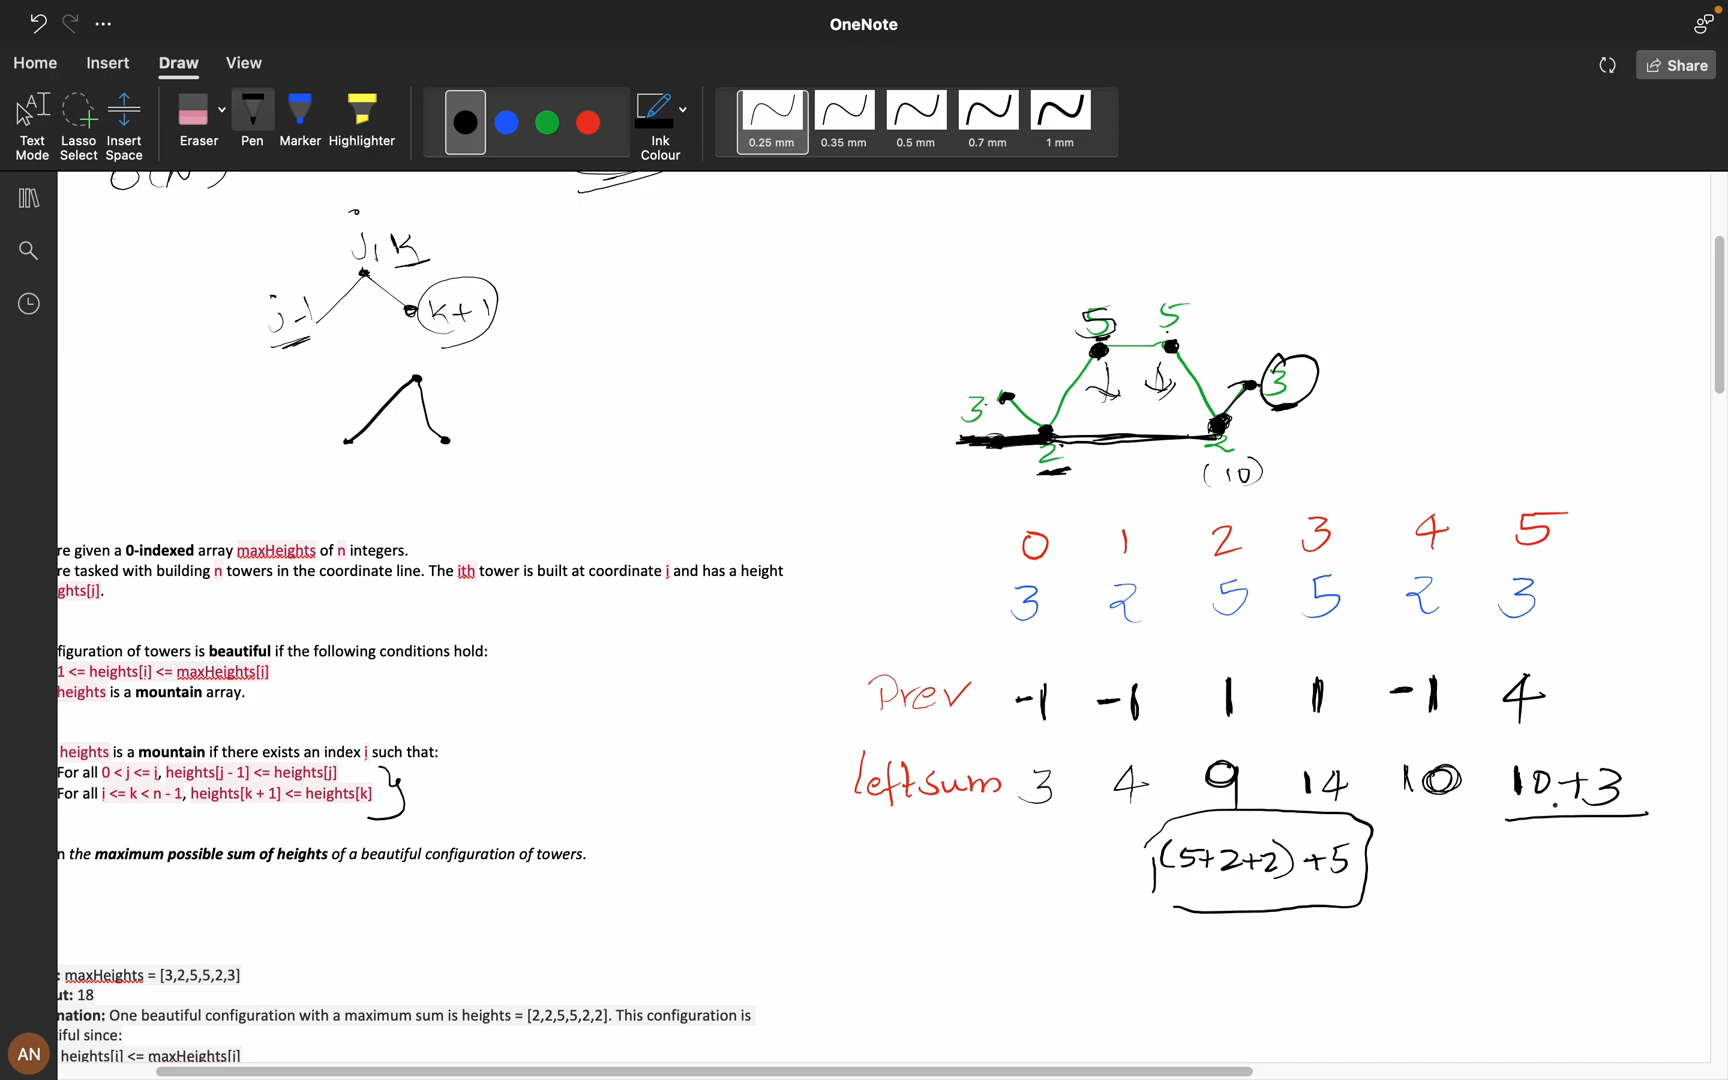 OneNote
Home Insert Draw View
Share
Text Mode
Lasso Select
Insert Space
Eraser
Pen
Marker
Highlighter
Ink Colour
0.25 mm
0.35 mm
0.5 mm
0.7 mm
1 mm
O(N)
i
j, k
j-1
k+1
5 5
3 3
2 2
(10)
0 1 2 3 4 5
3 2 5 5 2 3
Prev -1 -1 1 1 -1 4
leftsum 3 4 9 14 10 10+3
(5+2+2)+5
re given a 0-indexed array maxHeights of n integers.
re tasked with building n towers in the coordinate line. The ith tower is built at coordinate i and has a height
ghts[i].
figuration of towers is beautiful if the following conditions hold:
1 <= heights[i] <= maxHeights[i]
heights is a mountain array.
heights is a mountain if there exists an index i such that:
For all 0 < j <= i, heights[j - 1] <= heights[j]
For all i <= k < n - 1, heights[k + 1] <= heights[k]
n the maximum possible sum of heights of a beautiful configuration of towers.
: maxHeights = [3,2,5,5,2,3]
ut: 18
nation: One beautiful configuration with a maximum sum is heights = [2,2,5,5,2,2]. This configuration is
iful since:
heights[i] <= maxHeights[i]
AN